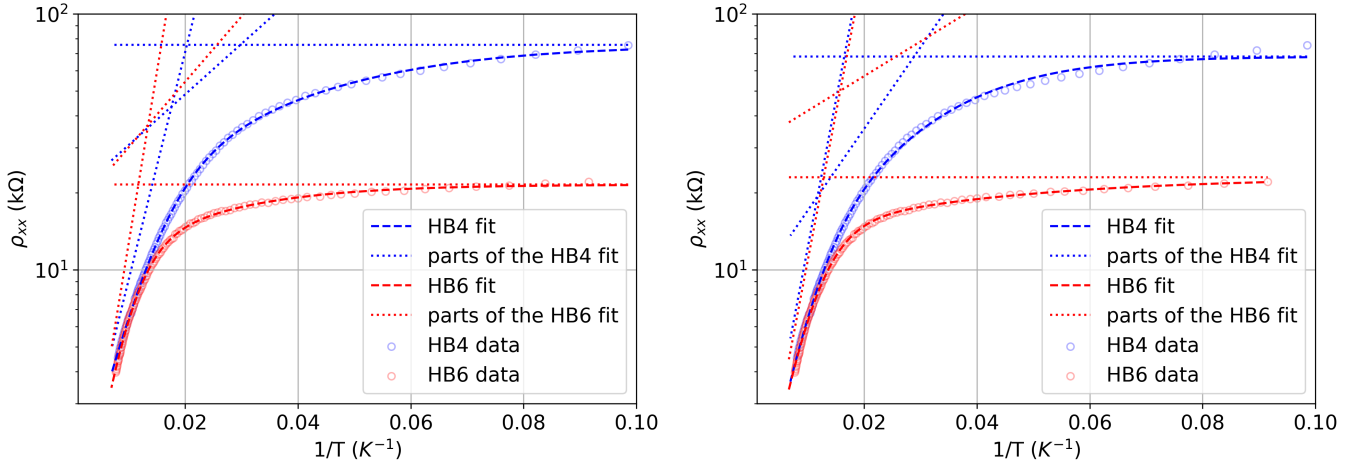 10²
10¹
ρxx (kΩ)
0.02 0.04 0.06 0.08 0.10
1/T (K⁻¹)
HB4 fit
parts of the HB4 fit
HB6 fit
parts of the HB6 fit
HB4 data
HB6 data
10²
10¹
ρxx (kΩ)
0.02 0.04 0.06 0.08 0.10
1/T (K⁻¹)
HB4 fit
parts of the HB4 fit
HB6 fit
parts of the HB6 fit
HB4 data
HB6 data